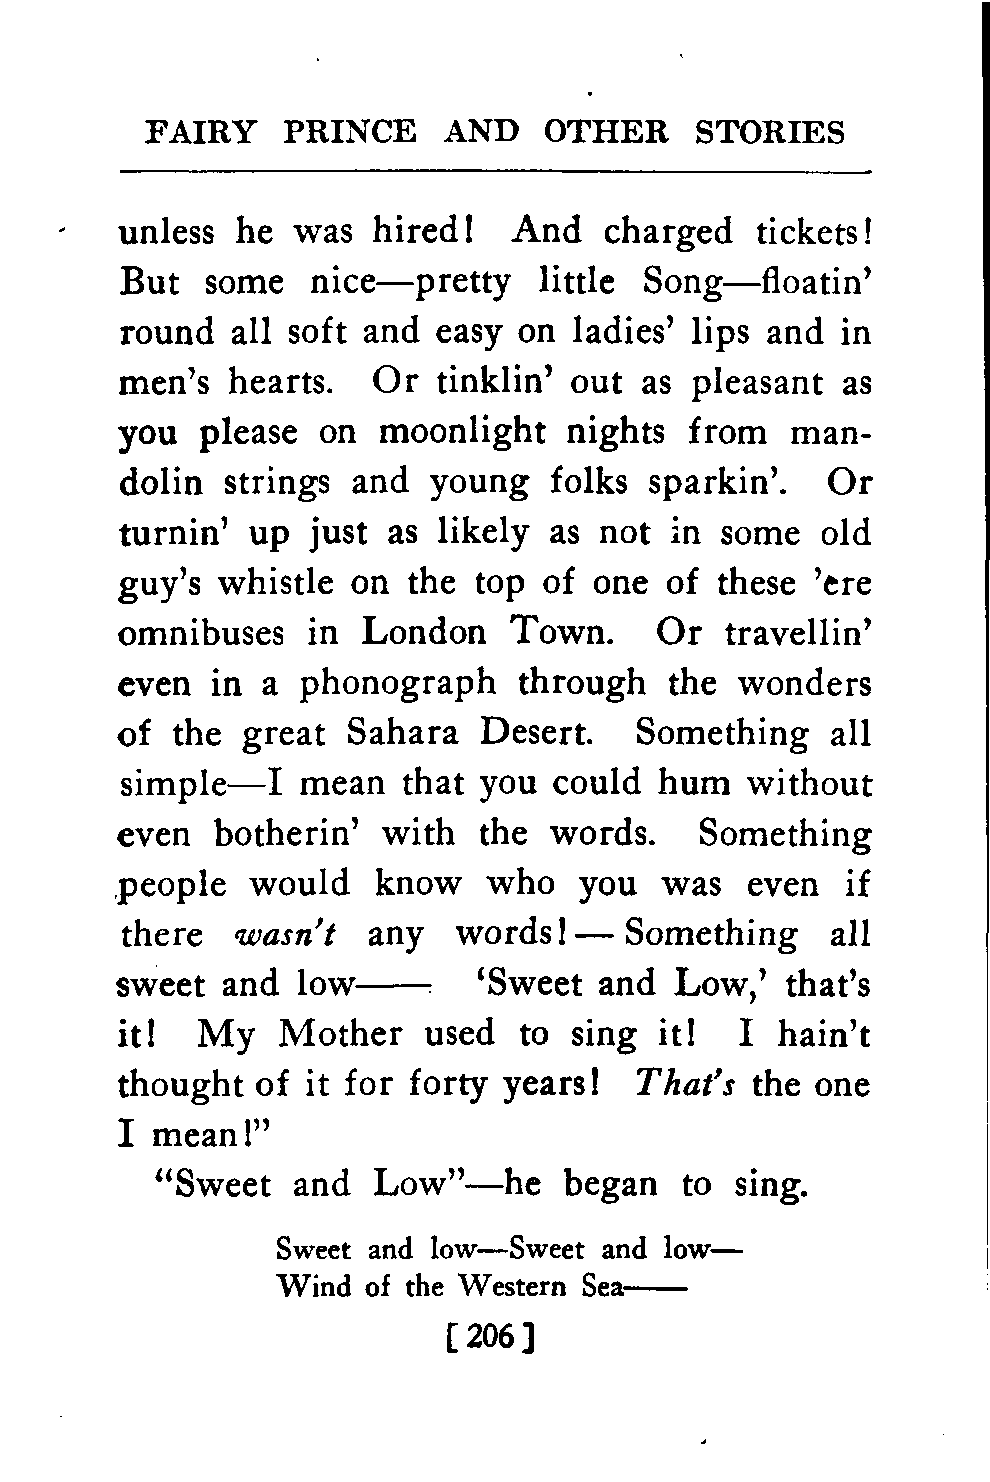 FAIRY PRINCE AND OTHER STORIES
unless he was hired! And charged tickets!
But some nice—pretty little Song—floatin’
round all soft and easy on ladies’ lips and in
men’s hearts. Or tinklin’ out as pleasant as
you please on moonlight nights from man-
dolin strings and young folks sparkin’. Or
turnin’ up just as likely as not in some old
guy’s whistle on the top of one of these ’ere
omnibuses in London Town. Or travellin’
even in a phonograph through the wonders
of the great Sahara Desert. Something all
simple—I mean that you could hum without
even botherin’ with the words. Something
people would know who you was even if
there wasn’t any words!— Something all
sweet and low—— ‘Sweet and Low,’ that’s
it! My Mother used to sing it! I hain’t
thought of it for forty years! That’s the one
I mean!”
“Sweet and Low”—he began to sing.
Sweet and low—Sweet and low—
Wind of the Western Sea——
[ 206 ]